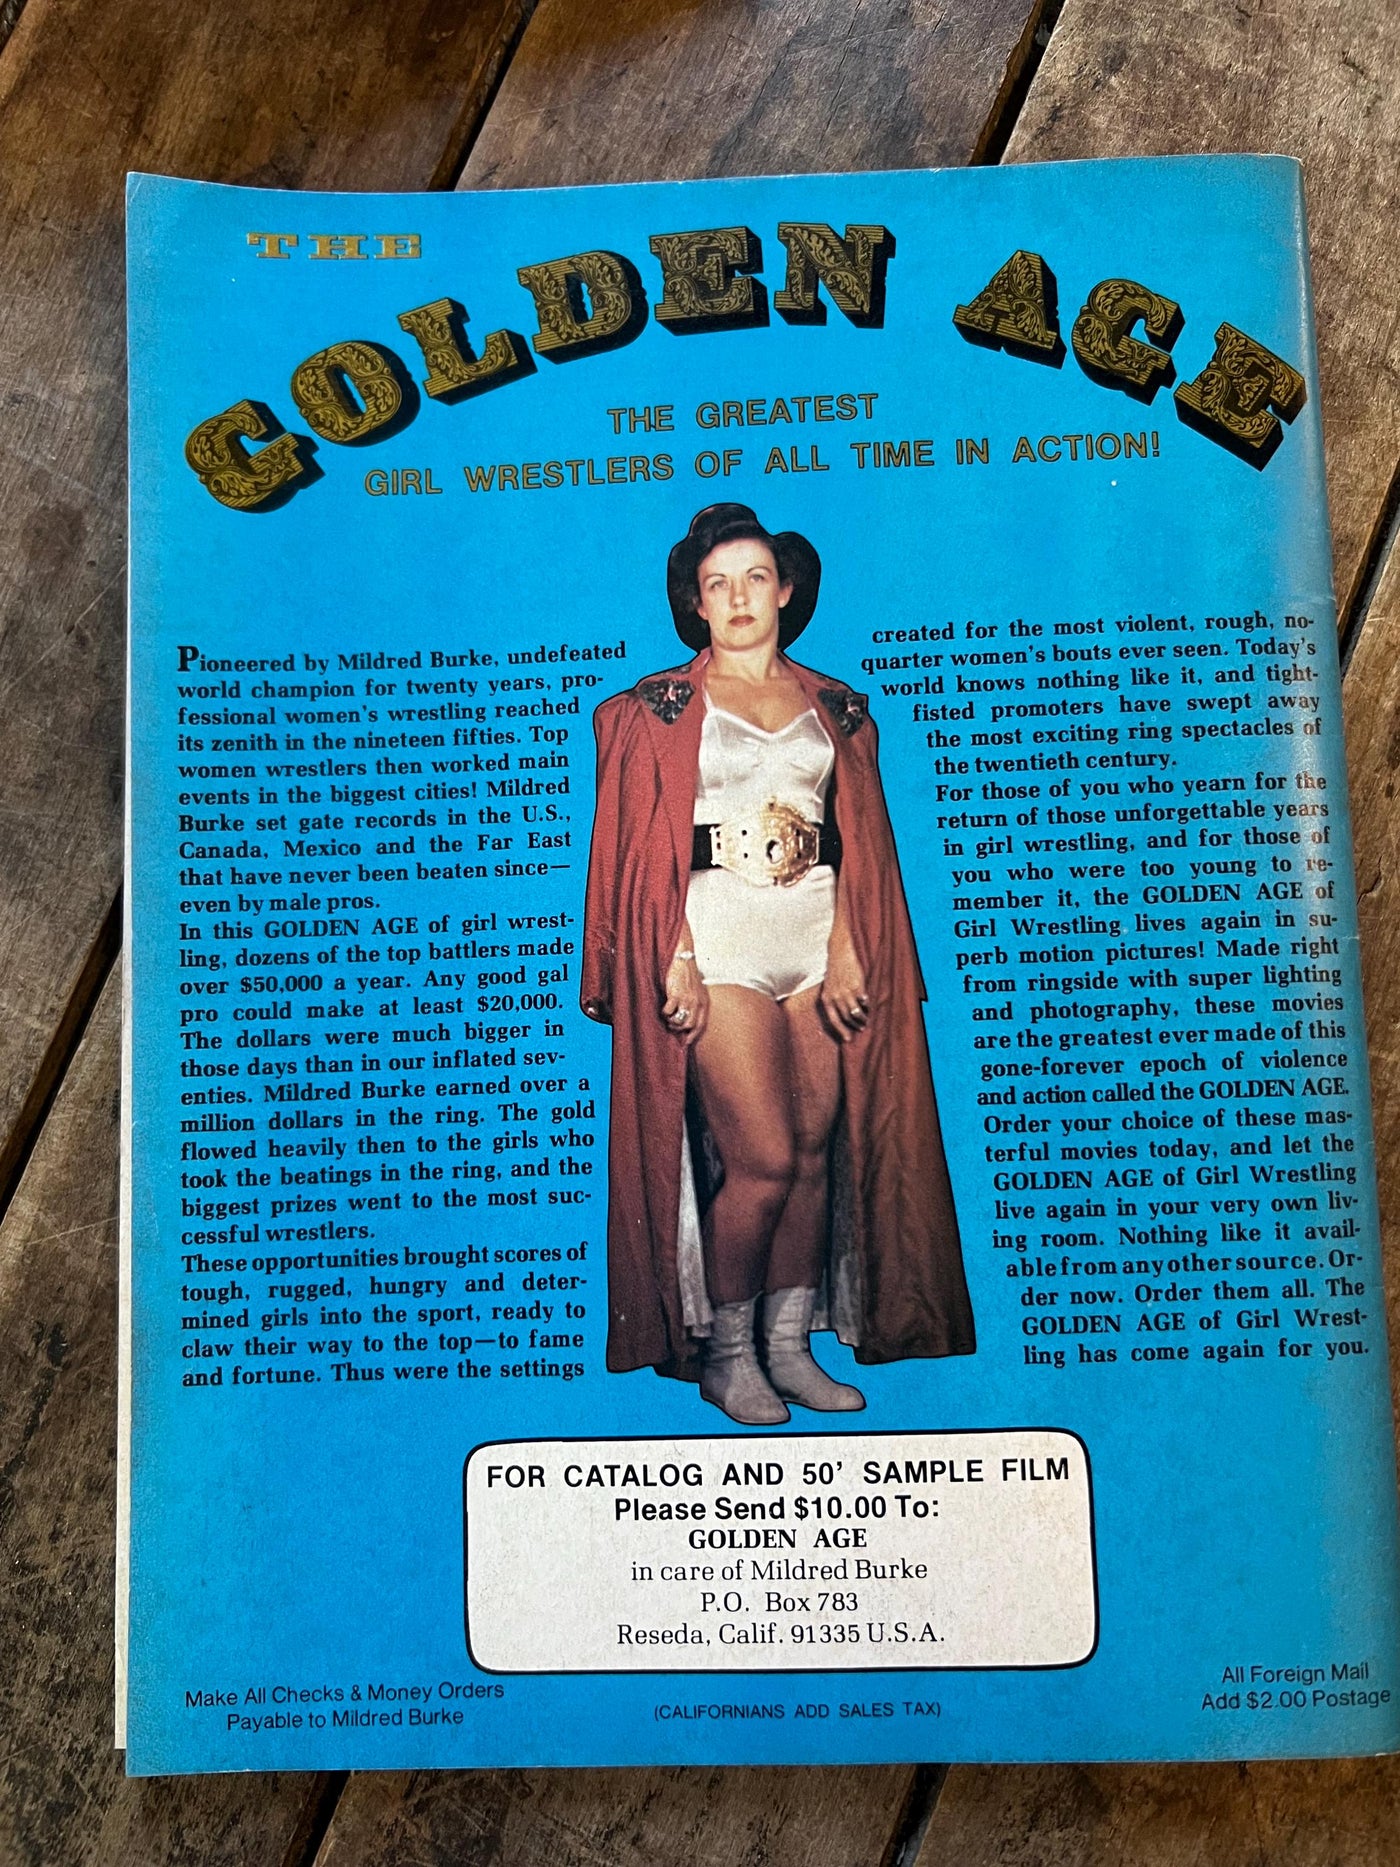 THE
GOLDEN AGE
THE GREATEST
GIRL WRESTLERS OF ALL TIME IN ACTION!
Pioneered by Mildred Burke, undefeated
world champion for twenty years, pro-
fessional women's wrestling reached
its zenith in the nineteen fifties. Top
women wrestlers then worked main
events in the biggest cities! Mildred
Burke set gate records in the U.S.,
Canada, Mexico and the Far East
that have never been beaten since—
even by male pros.
In this GOLDEN AGE of girl wrest-
ling, dozens of the top battlers made
over $50,000 a year. Any good gal
pro could make at least $20,000.
The dollars were much bigger in
those days than in our inflated sev-
enties. Mildred Burke earned over a
million dollars in the ring. The gold
flowed heavily then to the girls who
took the beatings in the ring, and the
biggest prizes went to the most suc-
cessful wrestlers.
These opportunities brought scores of
tough, rugged, hungry and deter-
mined girls into the sport, ready to
claw their way to the top—to fame
and fortune. Thus were the settings
created for the most violent, rough, no-
quarter women's bouts ever seen. Today's
world knows nothing like it, and tight-
fisted promoters have swept away
the most exciting ring spectacles of
the twentieth century.
For those of you who yearn for the
return of those unforgettable years
in girl wrestling, and for those of
you who were too young to re-
member it, the GOLDEN AGE of
Girl Wrestling lives again in su-
perb motion pictures! Made right
from ringside with super lighting
and photography, these movies
are the greatest ever made of this
gone-forever epoch of violence
and action called the GOLDEN AGE.
Order your choice of these mas-
terful movies today, and let the
GOLDEN AGE of Girl Wrestling
live again in your very own liv-
ing room. Nothing like it avail-
able from any other source. Or-
der now. Order them all. The
GOLDEN AGE of Girl Wrest-
ling has come again for you.
FOR CATALOG AND 50' SAMPLE FILM
Please Send $10.00 To:
GOLDEN AGE
in care of Mildred Burke
P.O. Box 783
Reseda, Calif. 91335 U.S.A.
Make All Checks & Money Orders
Payable to Mildred Burke
(CALIFORNIANS ADD SALES TAX)
All Foreign Mail
Add $2.00 Postage